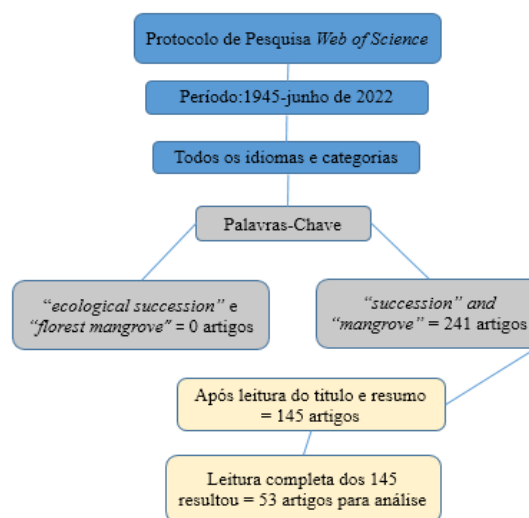 Protocolo de Pesquisa Web of Science
Período:1945-junho de 2022
Todos os idiomas e categorias
Palavras-Chave
“ecological succession” e
“florest mangrove” = 0 artigos
“succession” and
“mangrove” = 241 artigos
Após leitura do titulo e resumo
= 145 artigos
Leitura completa dos 145
resultou = 53 artigos para análise